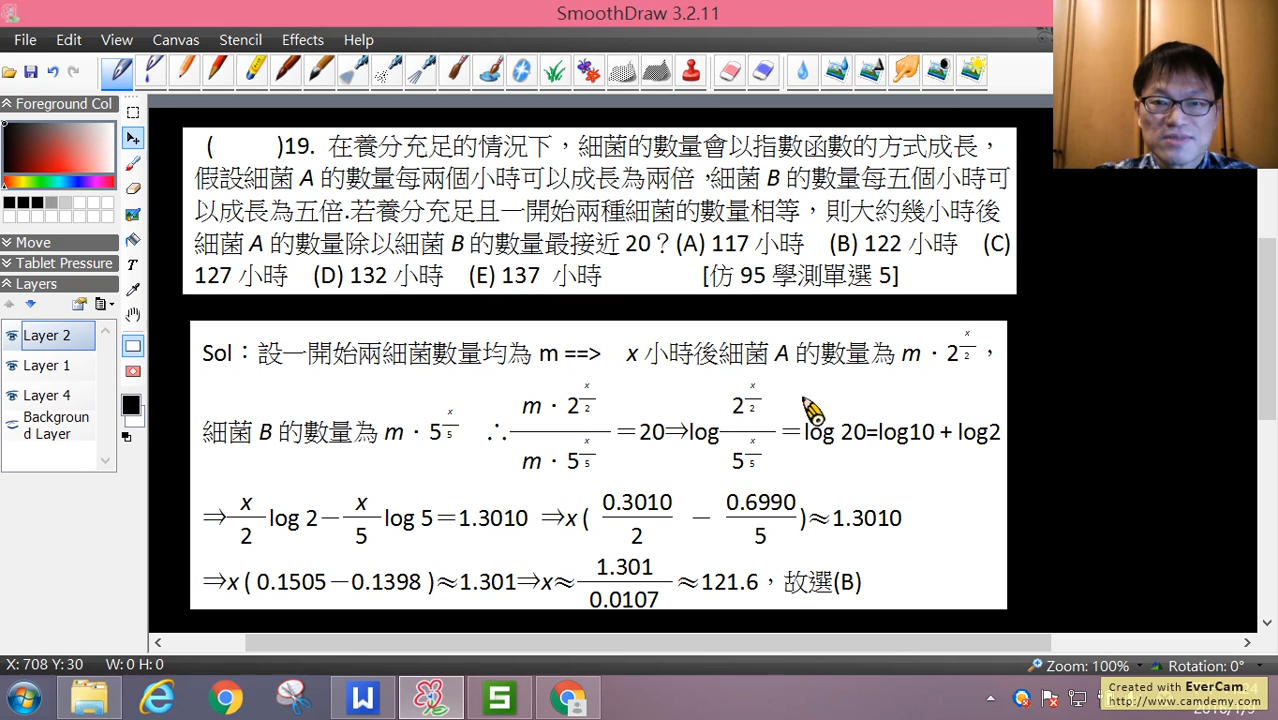 SmoothDraw 3.2.11
File Edit View Canvas Stencil Effects Help
Foreground Col
( )19. 在養分充足的情況下，細菌的數量會以指數函數的方式成長，
假設細菌 A 的數量每兩個小時可以成長為兩倍，細菌 B 的數量每五個小時可
以成長為五倍.若養分充足且一開始兩種細菌的數量相等，則大約幾小時後
細菌 A 的數量除以細菌 B 的數量最接近 20？(A) 117 小時 (B) 122 小時 (C)
127 小時 (D) 132 小時 (E) 137 小時 [仿 95 學測單選 5]
Move
Tablet Pressure
Layers
Layer 2
Layer 1
Layer 4
Backgroun
d Layer
Sol：設一開始兩細菌數量均為 m ==> x 小時後細菌 A 的數量為 m · 2^(x/2)，
細菌 B 的數量為 m · 5^(x/5) ∴ (m · 2^(x/2))/(m · 5^(x/5))＝20⇒log (2^(x/2))/(5^(x/5))＝log 20=log10 + log2
⇒x/2 log 2－x/5 log 5＝1.3010 ⇒x ( 0.3010/2 － 0.6990/5 )≈1.3010
⇒x ( 0.1505－0.1398 )≈1.301⇒x≈ 1.301/0.0107 ≈121.6，故選(B)
X: 708 Y:30 W:0 H:0
Zoom: 100% Rotation: 0°
Created with EverCam
http://www.camdemy.com